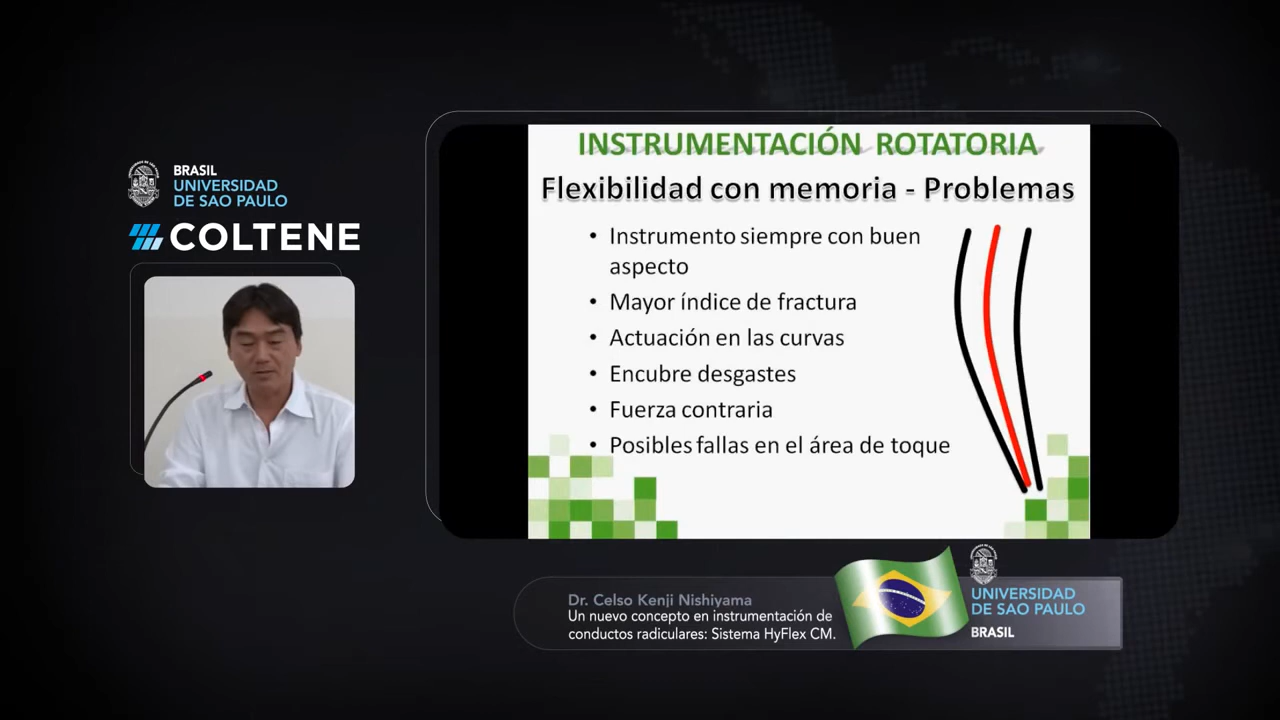 BRASIL
UNIVERSIDAD
DE SAO PAULO
COLTENE
INSTRUMENTACIÓN ROTATORIA
Flexibilidad con memoria - Problemas
• Instrumento siempre con buen
aspecto
• Mayor índice de fractura
• Actuación en las curvas
• Encubre desgastes
• Fuerza contraria
• Posibles fallas en el área de toque
Dr. Celso Kenji Nishiyama
Un nuevo concepto en instrumentación de
conductos radiculares: Sistema HyFlex CM.
UNIVERSIDAD
DE SAO PAULO
BRASIL